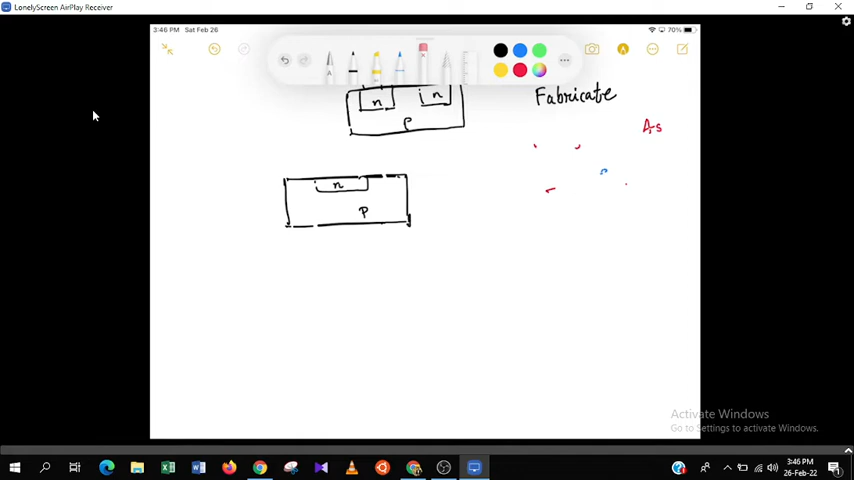 LonelyScreen AirPlay Receiver
3:46 PM Sat Feb 26
70%
A
n n
Fabricate
P
As
n
P
Activate Windows
Go to Settings to activate Windows.
3:46 PM
26-Feb-22